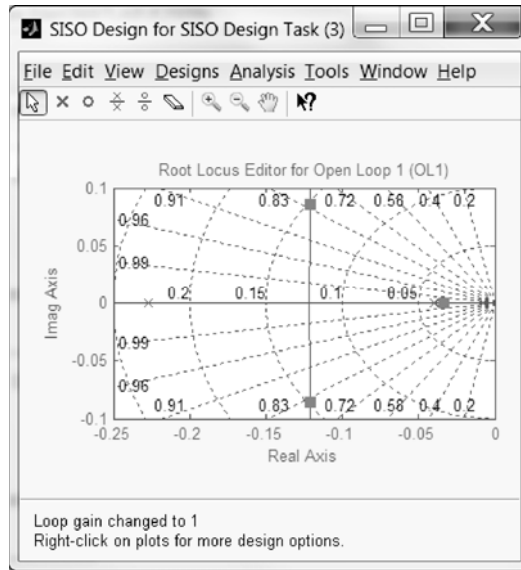 SISO Design for SISO Design Task (3)
File Edit View Designs Analysis Tools Window Help
Root Locus Editor for Open Loop 1 (OL1)
0.1
0.91 0.83 0.72 0.58 0.4 0.2
0.96
0.05
0.99
0.2 0.15 0.1 0.05
0
Imag Axis
0.99
-0.05
0.96
0.91 0.83 0.72 0.58 0.4 0.2
-0.1
-0.25 -0.2 -0.15 -0.1 -0.05 0
Real Axis
Loop gain changed to 1
Right-click on plots for more design options.